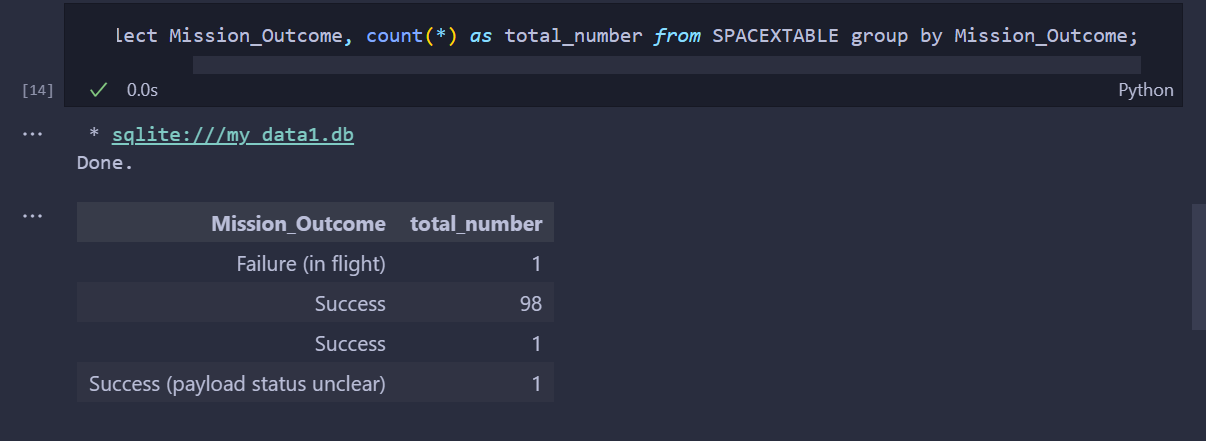 lect Mission_Outcome, count(*) as total_number from SPACEXTABLE group by Mission_Outcome;
[14] 0.0s Python
* sqlite:///my_data1.db
Done.
Mission_Outcome total_number
Failure (in flight) 1
Success 98
Success 1
Success (payload status unclear) 1